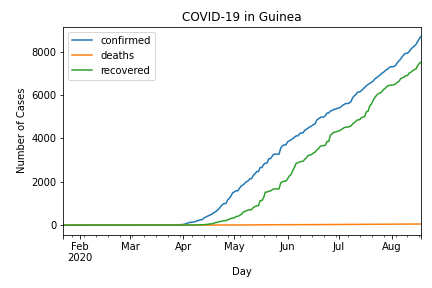 COVID-19 in Guinea
confirmed
deaths
recovered
Number of Cases
8000
6000
4000
2000
0
Feb Mar Apr May Jun Jul Aug
2020
Day